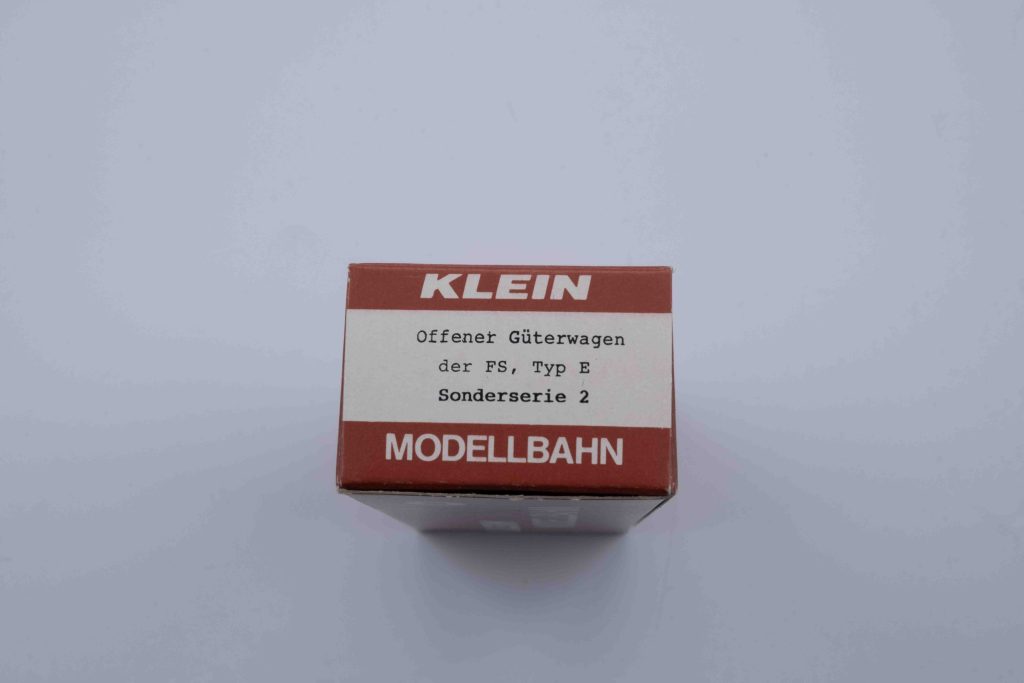 KLEIN
Offener Güterwagen
der FS, Typ E
Sonderserie 2
MODELLBAHN